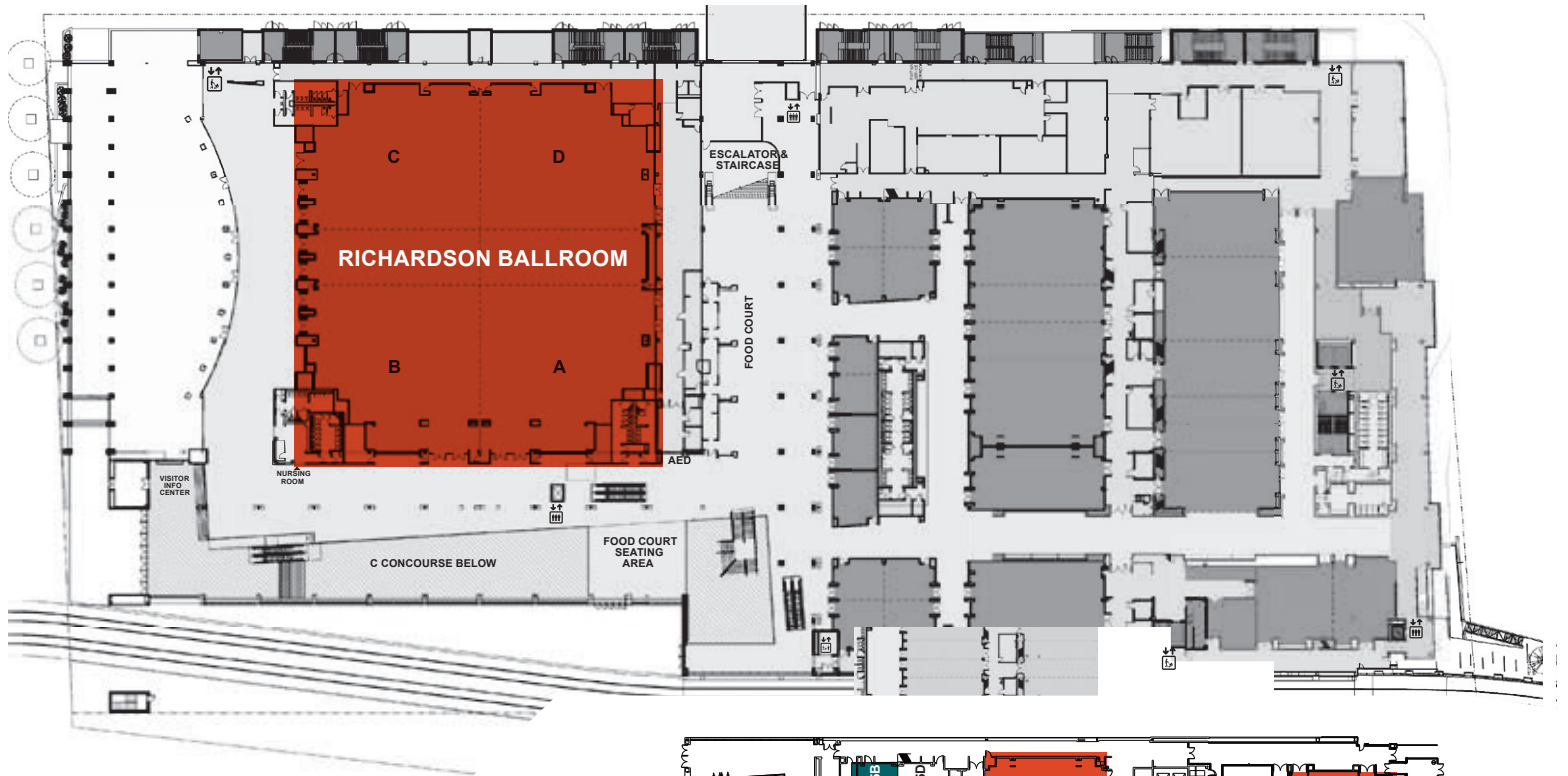 C
D
ESCALATOR &
STAIRCASE
RICHARDSON BALLROOM
FOOD COURT
B
A
AED
NURSING
ROOM
VISITOR
INFO
CENTER
C CONCOURSE BELOW
FOOD COURT
SEATING
AREA